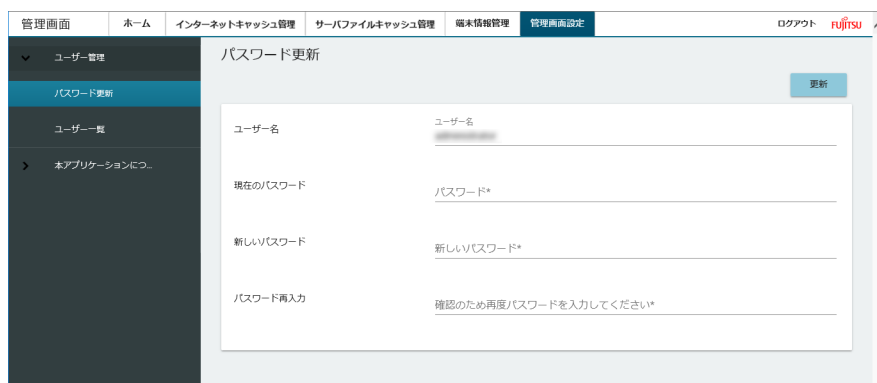 管理画面 ホーム インターネットキャッシュ管理 サーバファイルキャッシュ管理 端末情報管理 管理画面設定 ログアウト FUJITSU
ユーザー管理
パスワード更新
ユーザー一覧
本アプリケーションにつ...
パスワード更新
更新
ユーザー名 ユーザー名
現在のパスワード パスワード*
新しいパスワード 新しいパスワード*
パスワード再入力 確認のため再度パスワードを入力してください*